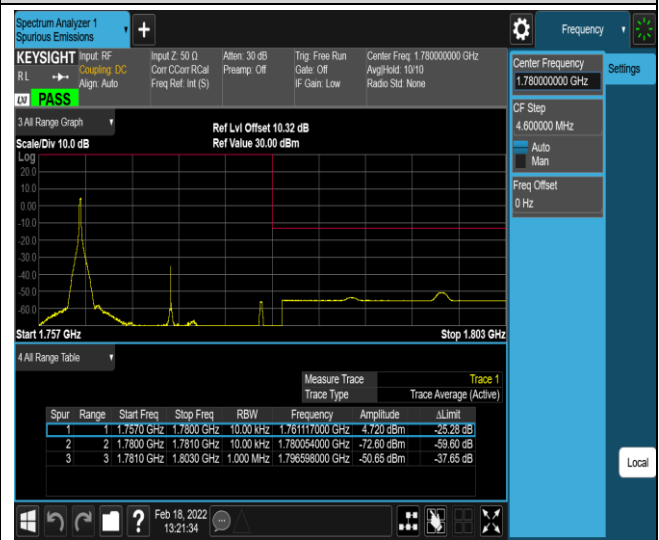 Spectrum Analyzer 1
Spurious Emissions
+
Frequency
KEYSIGHT
RL
PASS
Input: RF
Coupling: DC
Align: Auto
Input Z: 50 Ω
Corr CCorr RCal
Freq Ref: Int (S)
Atten: 30 dB
Preamp: Off
Trig: Free Run
Gate: Off
IF Gain: Low
Center Freq: 1.780000000 GHz
Avg|Hold: 10/10
Radio Std: None
Center Frequency
1.780000000 GHz
Settings
CF Step
4.600000 MHz
Auto
Man
Freq Offset
0 Hz
3 All Range Graph
Scale/Div 10.0 dB
Ref Lvl Offset 10.32 dB
Ref Value 30.00 dBm
Log
20.0
10.0
0.00
-10.0
-20.0
-30.0
-40.0
-50.0
-60.0
Start 1.757 GHz
Stop 1.803 GHz
4 All Range Table
Measure Trace Trace 1
Trace Type Trace Average (Active)
Spur Range Start Freq Stop Freq RBW Frequency Amplitude ΔLimit
1 1 1.7570 GHz 1.7800 GHz 10.00 kHz 1.761117000 GHz 4.720 dBm -25.28 dB
2 2 1.7800 GHz 1.7810 GHz 10.00 kHz 1.780054000 GHz -72.60 dBm -59.60 dB
3 3 1.7810 GHz 1.8030 GHz 1.000 MHz 1.796598000 GHz -50.65 dBm -37.65 dB
Local
?
Feb 18, 2022
13:21:34